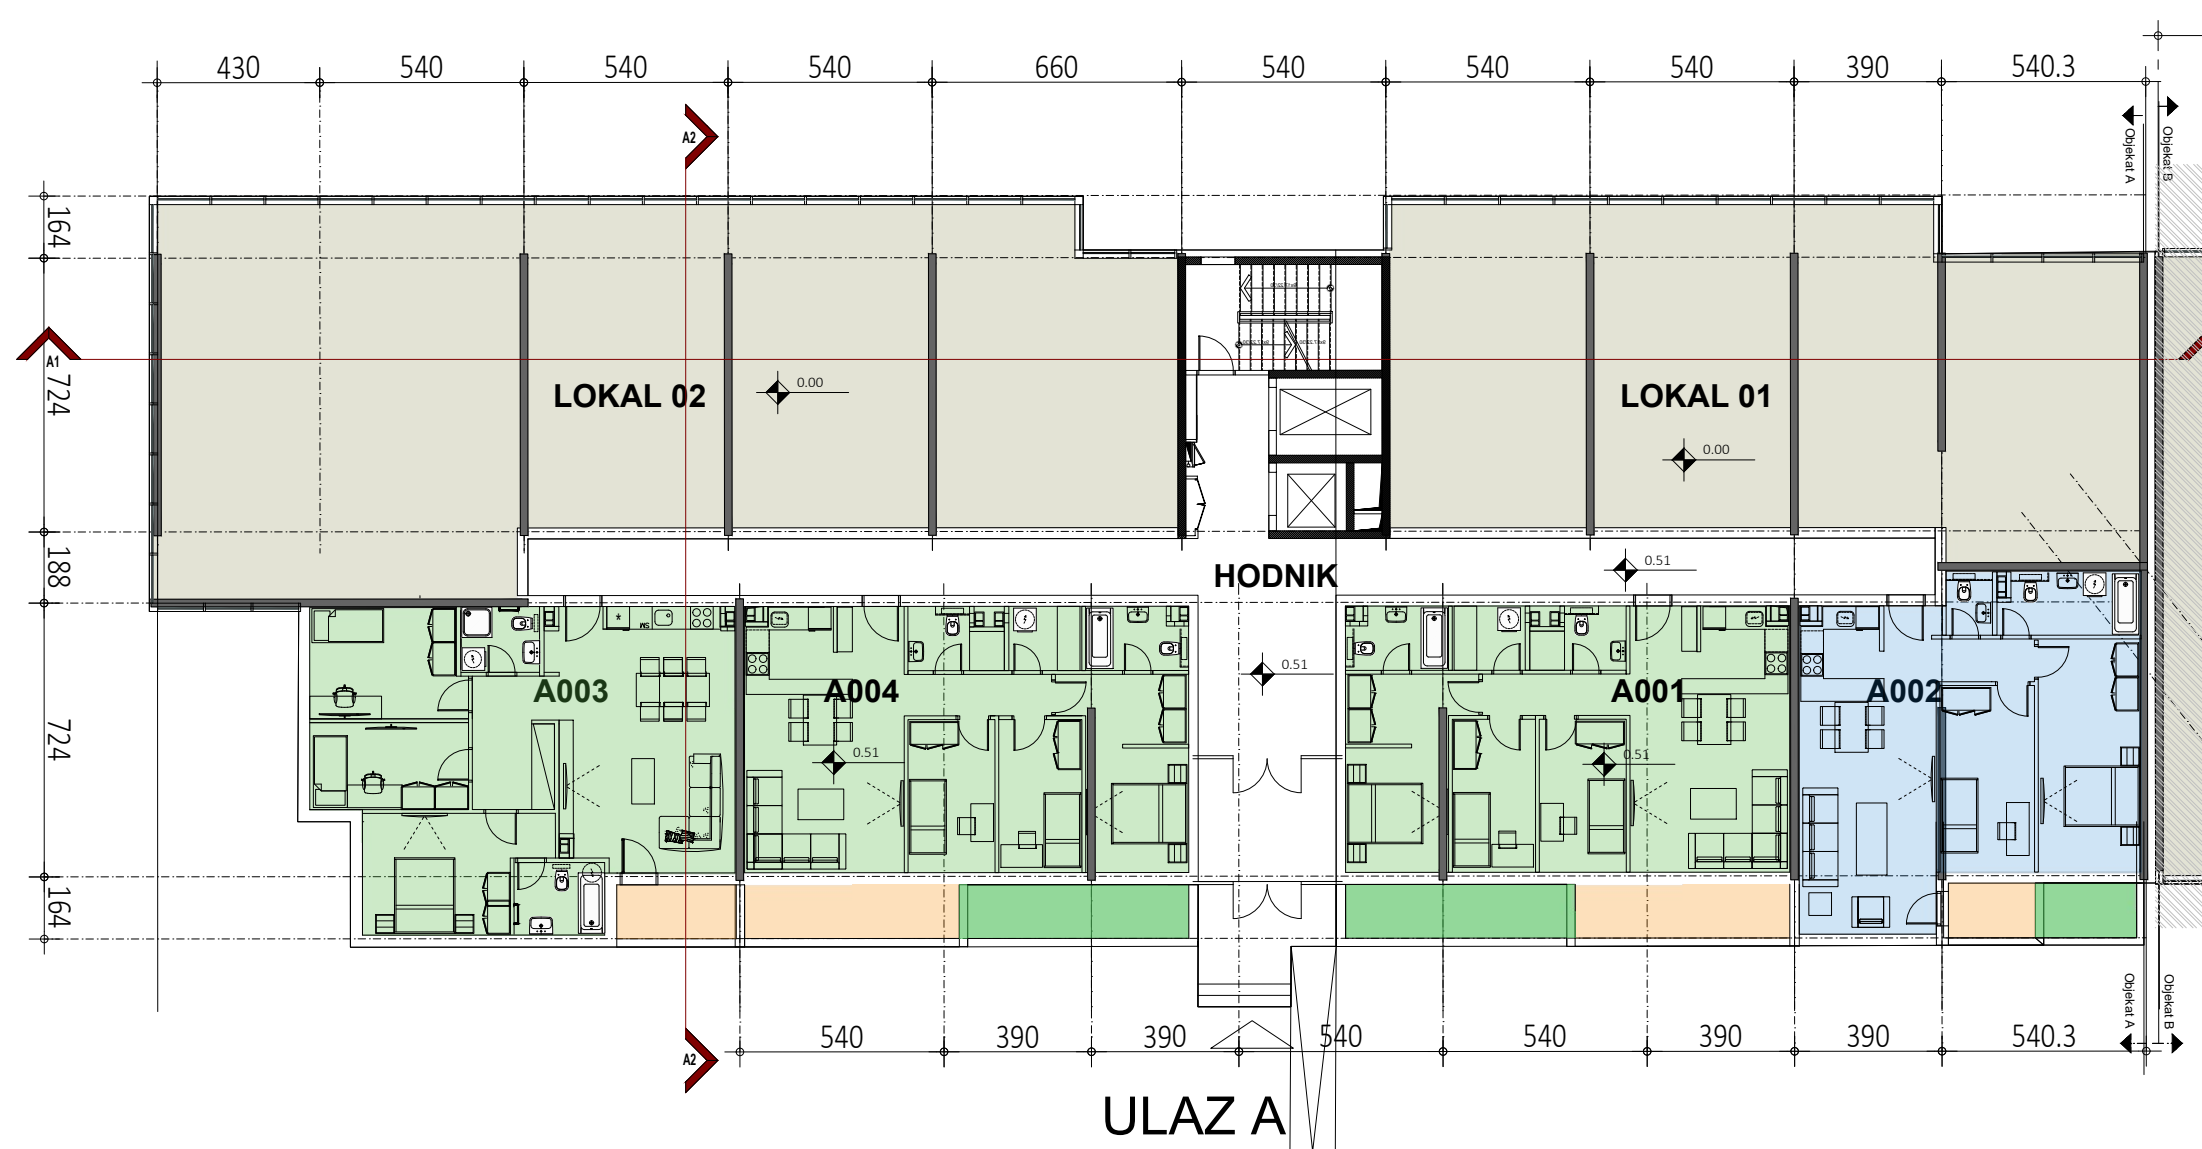 430 540 540 540 660 540 540 540 390 540.3
A2
Objekat A
Objekat B
164
A1
724
LOKAL 02
0.00
LOKAL 01
0.00
188
HODNIK
0.51
0.51
SM
A003
A004
A001
A002
0.51
0.51
724
164
Objekat A
Objekat B
540 390 390 540 540 390 390 540.3
A2
ULAZ A